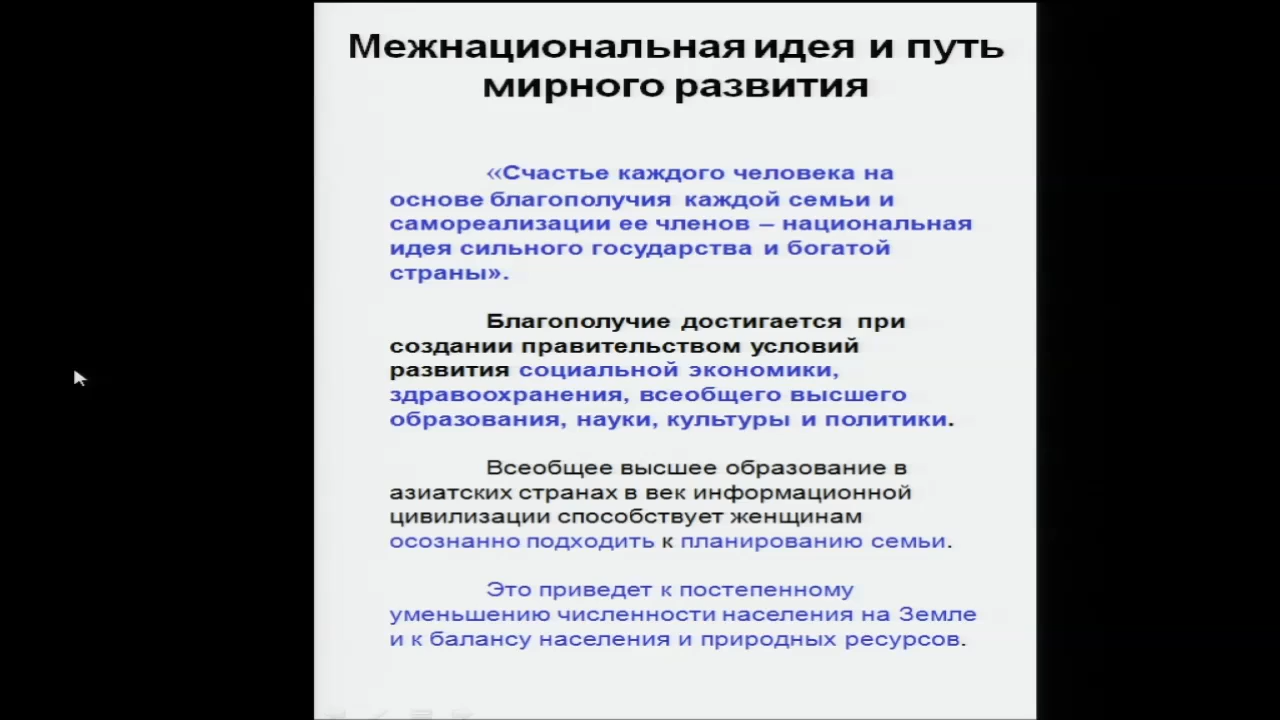 Межнациональная идея и путь
мирного развития
«Счастье каждого человека на
основе благополучия каждой семьи и
самореализации ее членов – национальная
идея сильного государства и богатой
страны».
Благополучие достигается при
создании правительством условий
развития социальной экономики,
здравоохранения, всеобщего высшего
образования, науки, культуры и политики.
Всеобщее высшее образование в
азиатских странах в век информационной
цивилизации способствует женщинам
осознанно подходить к планированию семьи.
Это приведет к постепенному
уменьшению численности населения на Земле
и к балансу населения и природных ресурсов.